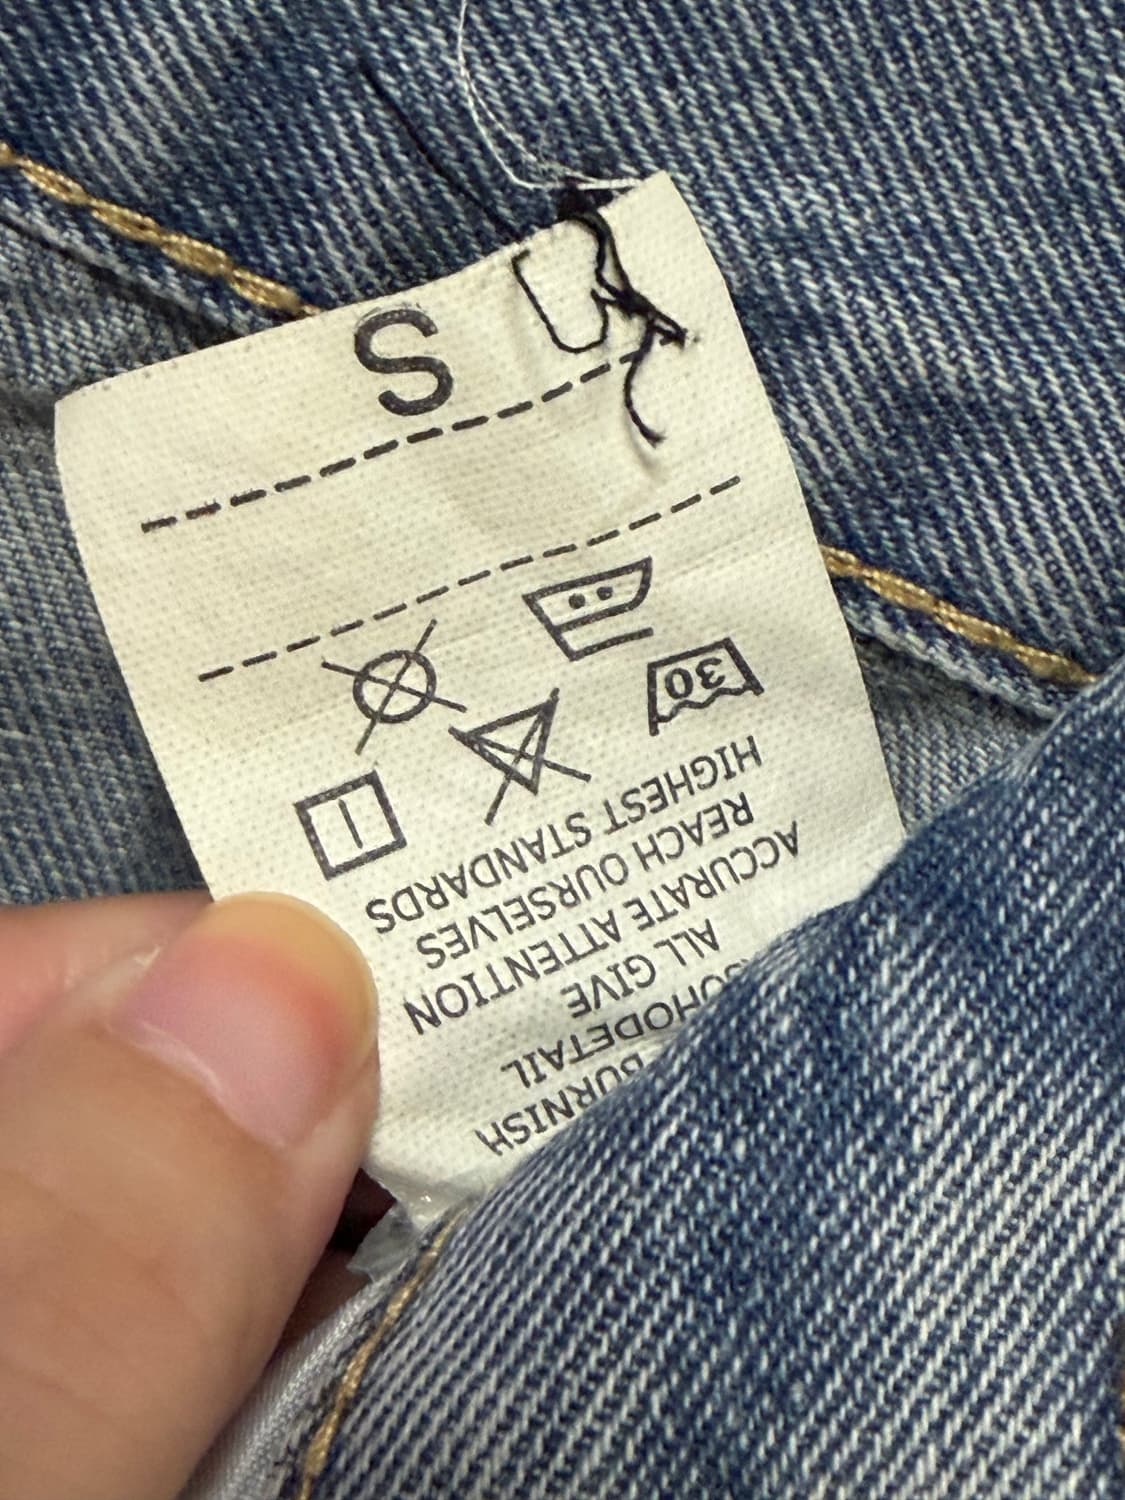 S
30
HIGHEST STANDARDS
REACH OURSELVES
ACCURATE ATTENTION
ALL GIVE